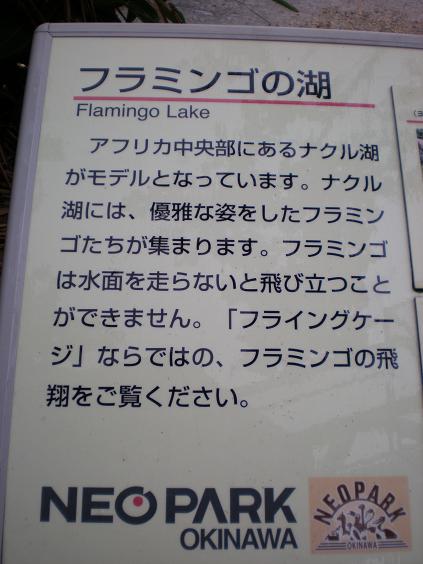 フラミンゴの湖
Flamingo Lake
アフリカ中央部にあるナクル湖
がモデルとなっています。ナクル
湖には、優雅な姿をしたフラミン
ゴたちが集まります。フラミンゴ
は水面を走らないと飛び立つこと
ができません。「フライングケー
ジ」ならではの、フラミンゴの飛
翔をご覧ください。
NEO PARK
OKINAWA
NEOPARK
OKINAWA